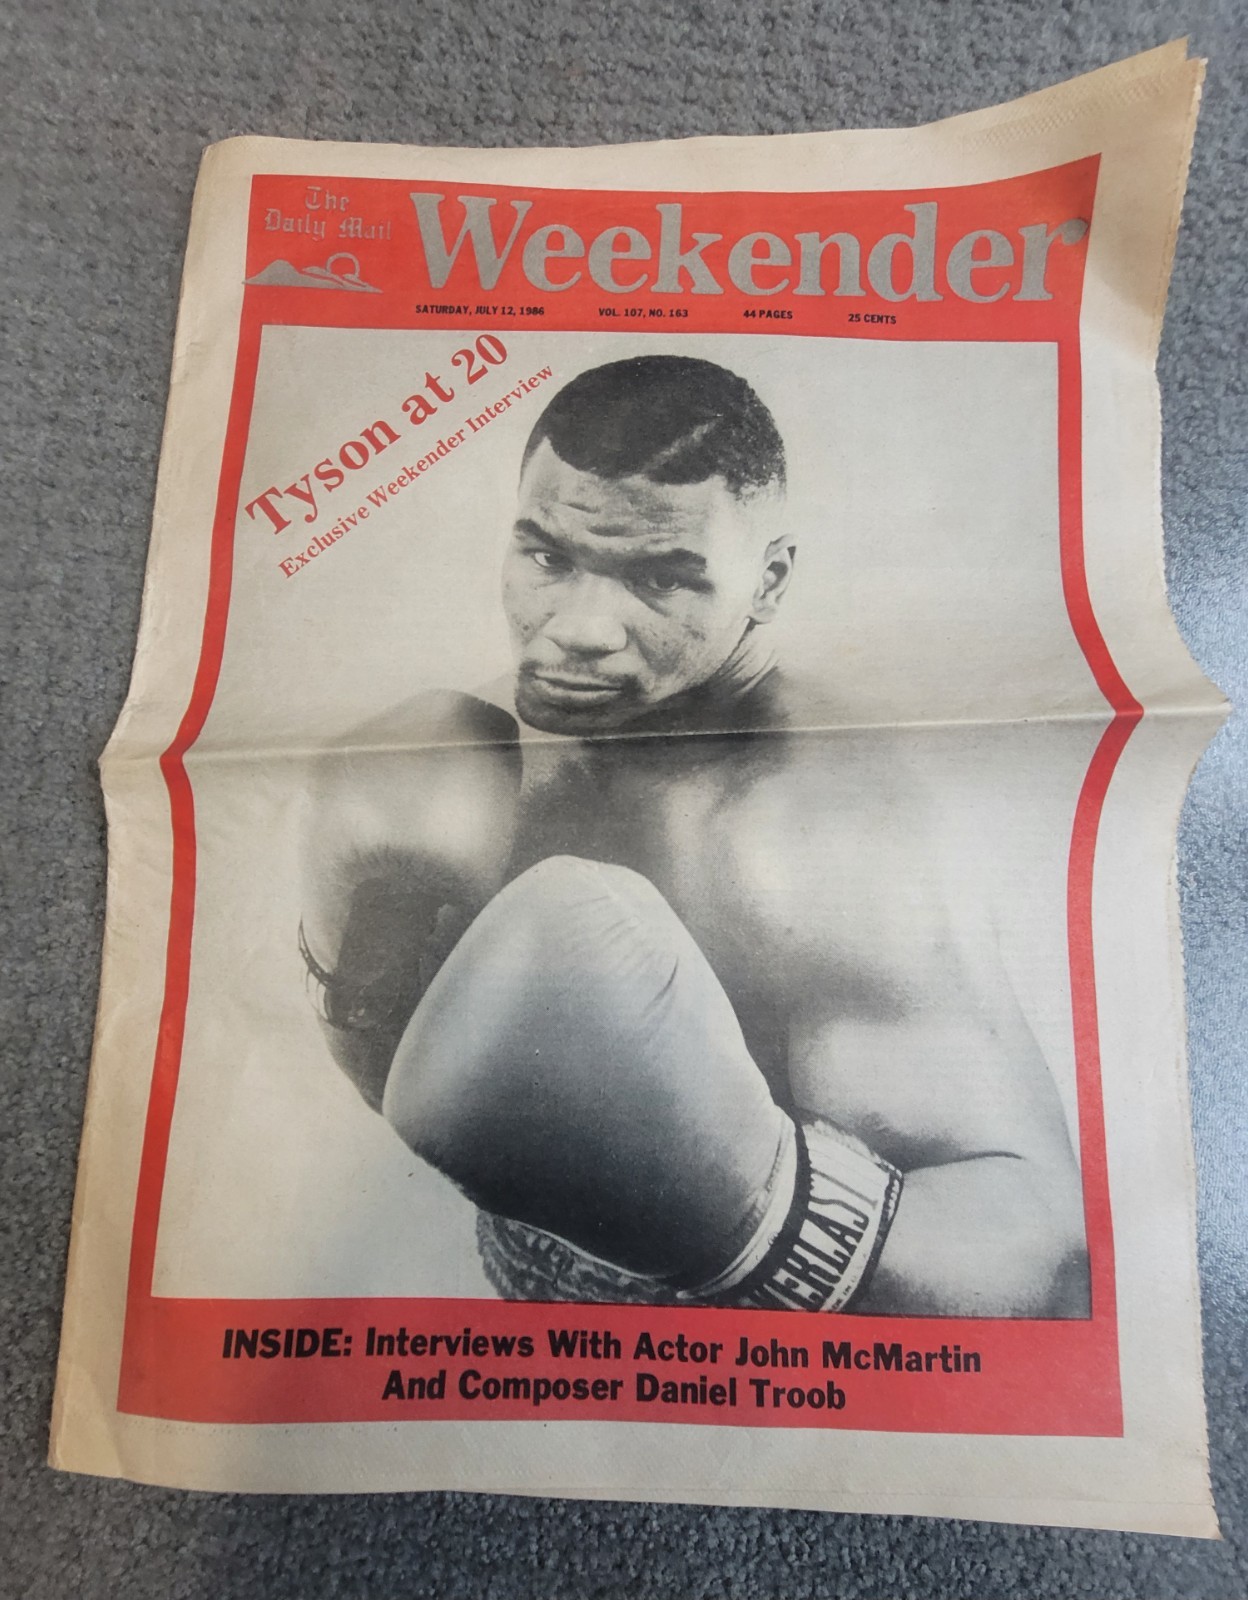 The
Daily Mail
Weekender
SATURDAY, JULY 12, 1986 VOL. 107, NO. 163 44 PAGES 25 CENTS
Tyson at 20
Exclusive Weekender Interview
VERLAST
INSIDE: Interviews With Actor John McMartin
And Composer Daniel Troob